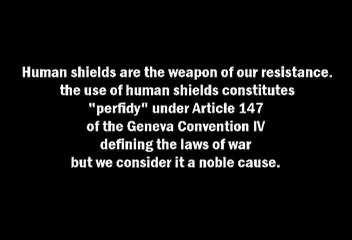 Human shields are the weapon of our resistance.
the use of human shields constitutes
"perfidy" under Article 147
of the Geneva Convention IV
defining the laws of war
but we consider it a noble cause.